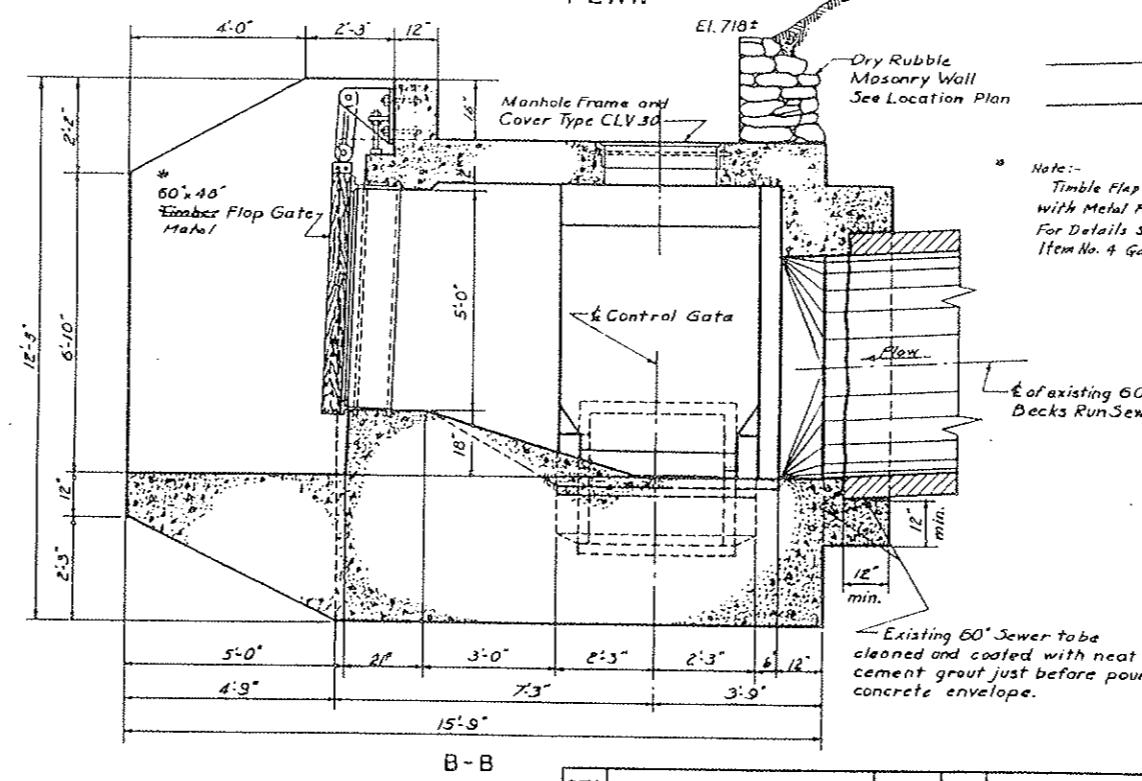 4'-0"
2'-3"
12"
El. 718±
Dry Rubble
Masonry Wall
See Location Plan
Manhole Frame and
Cover Type CLV 30
16"
2'-2"
*
60"x48"
Timber Flap Gate
Metal
* Note:-
Timble Flap
with Metal
For Details
Item No. 4
12'-3"
6'-10"
5'-0"
℄ Control Gate
Flow
℄ of existing 60
Becks Run Sew
18"
12"
2'-3"
12"
min.
12"
min.
Existing 60" Sewer to be
cleaned and coated with neat
cement grout just before pou
concrete envelope.
5'-0"
21"
3'-0"
2'-3"
2'-3"
6"
12"
4'-9"
7'-3"
3'-9"
15'-9"
B-B